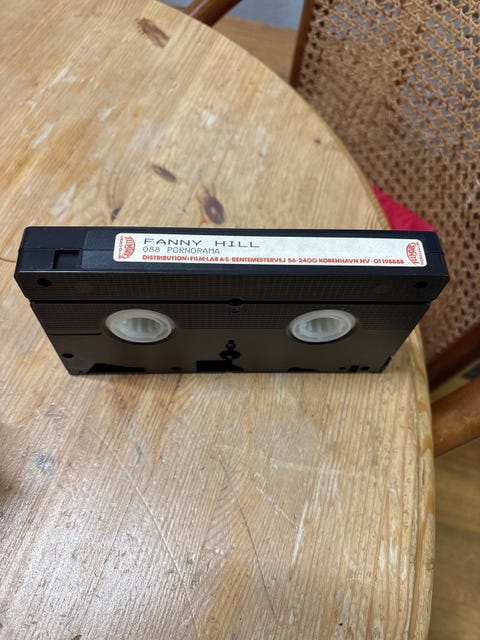 FANNY HILL
088 PORNORAMA
DISTRIBUTION: FILM-LAB A·S·RENTEMESTERVEJ 56·2400 KØBENHAVN NV·01 198888